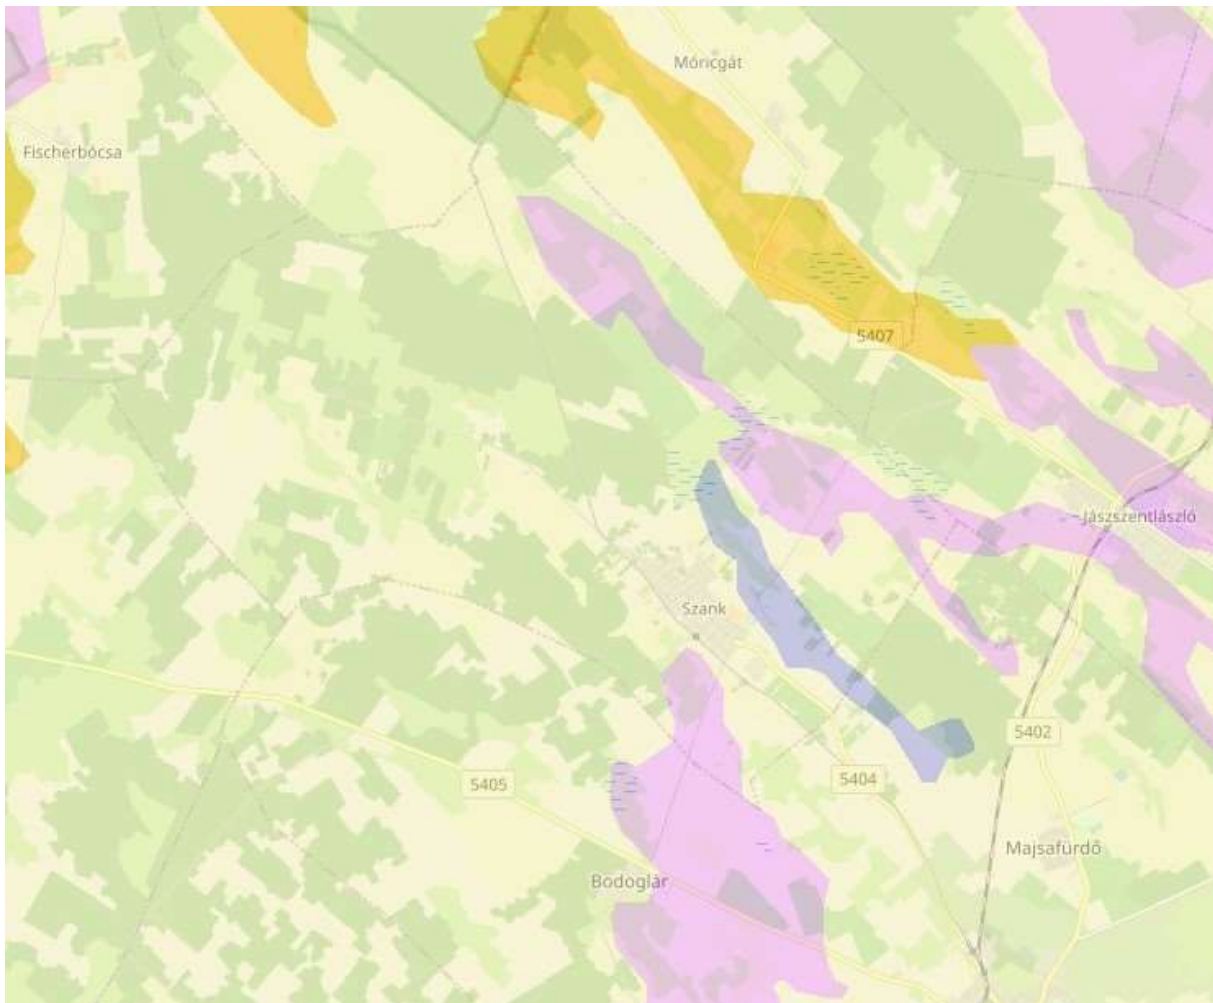 Móricgát
Fischerbócsa
5407
Jászszentlászló
Szank
5402
5404
5405
Majsafürdő
Bodoglár